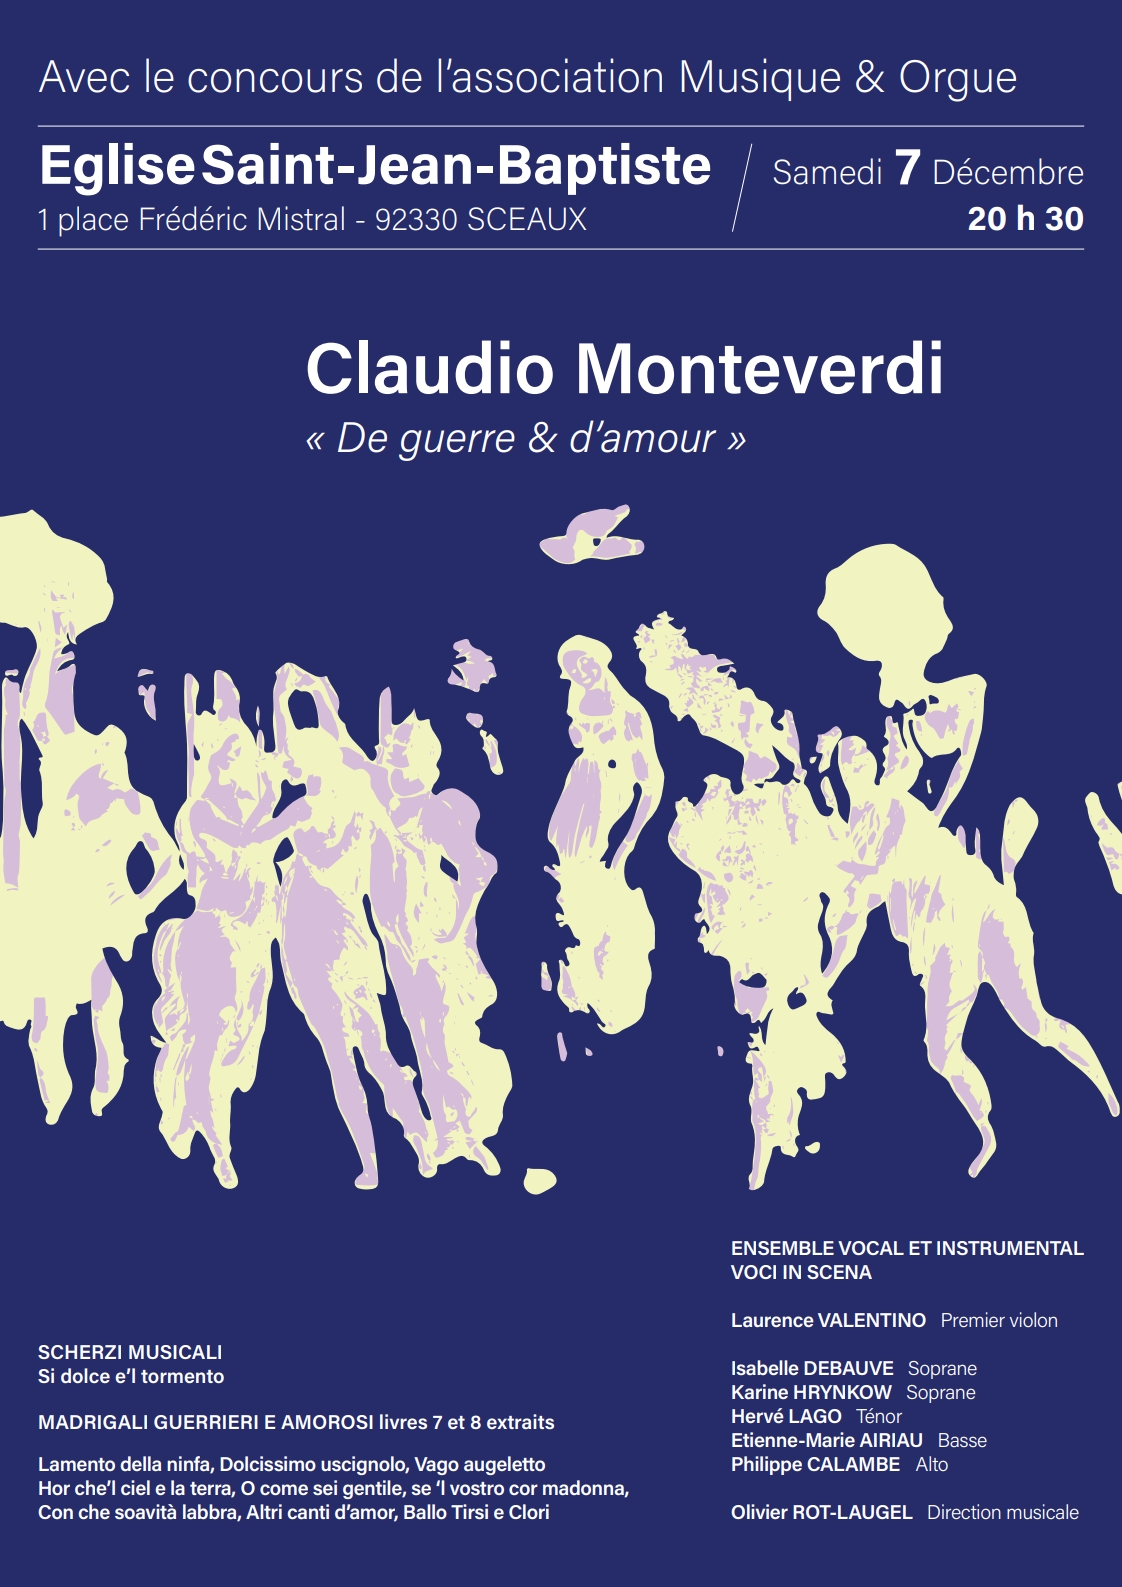 Avec le concours de l'association Musique & Orgue
Eglise Saint-Jean-Baptiste
1 place Frédéric Mistral - 92330 SCEAUX
Samedi 7 Décembre
20 h 30
Claudio Monteverdi
« De guerre & d'amour »
SCHERZI MUSICALI
Si dolce e'l tormento
MADRIGALI GUERRIERI E AMOROSI livres 7 et 8 extraits
Lamento della ninfa, Dolcissimo uscignolo, Vago augeletto
Hor che'l ciel e la terra, O come sei gentile, se ‘l vostro cor madonna,
Con che soavità labbra, Altri canti d'amor, Ballo Tirsi e Clori
ENSEMBLE VOCAL ET INSTRUMENTAL
VOCI IN SCENA
Laurence VALENTINO Premier violon
Isabelle DEBAUVE Soprane
Karine HRYNKOW Soprane
Hervé LAGO Ténor
Etienne-Marie AIRIAU Basse
Philippe CALAMBE Alto
Olivier ROT-LAUGEL Direction musicale